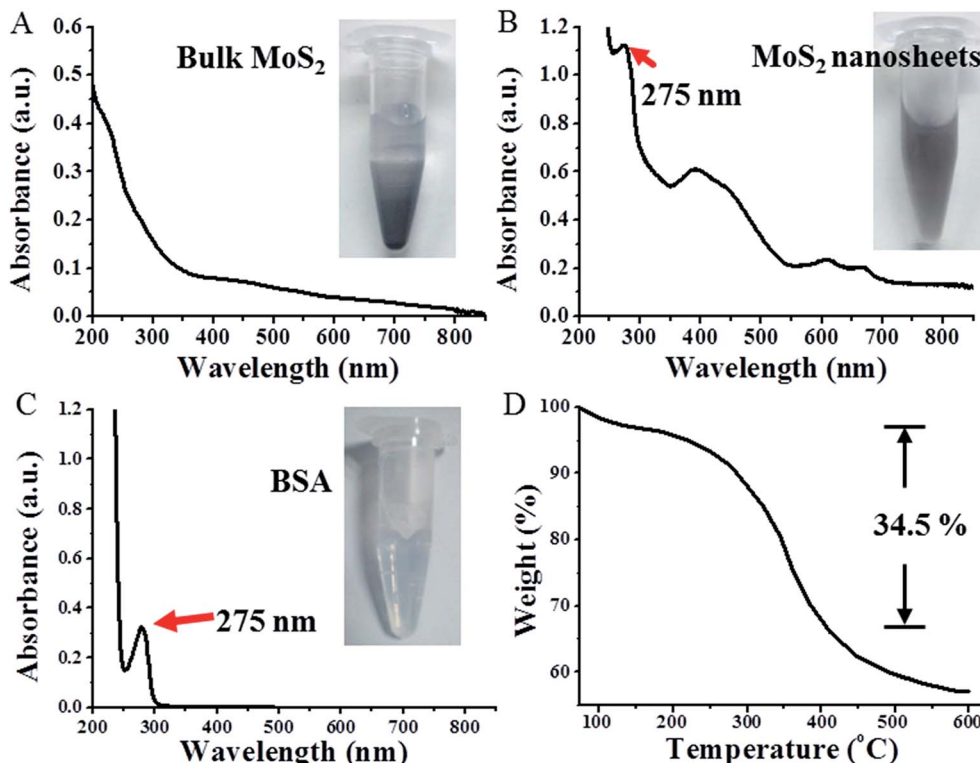 A
Bulk MoS₂
0.6
0.5
0.4
0.3
0.2
0.1
0.0
Absorbance (a.u.)
200 300 400 500 600 700 800
Wavelength (nm)
B
MoS₂ nanosheets
275 nm
1.2
1.0
0.8
0.6
0.4
0.2
0.0
Absorbance (a.u.)
200 300 400 500 600 700 800
Wavelength (nm)
C
BSA
275 nm
1.2
1.0
0.8
0.6
0.4
0.2
0.0
Absorbance (a.u.)
200 300 400 500 600 700 800
Wavelength (nm)
D
34.5 %
100
90
80
70
60
Weight (%)
100 200 300 400 500 600
Temperature (°C)